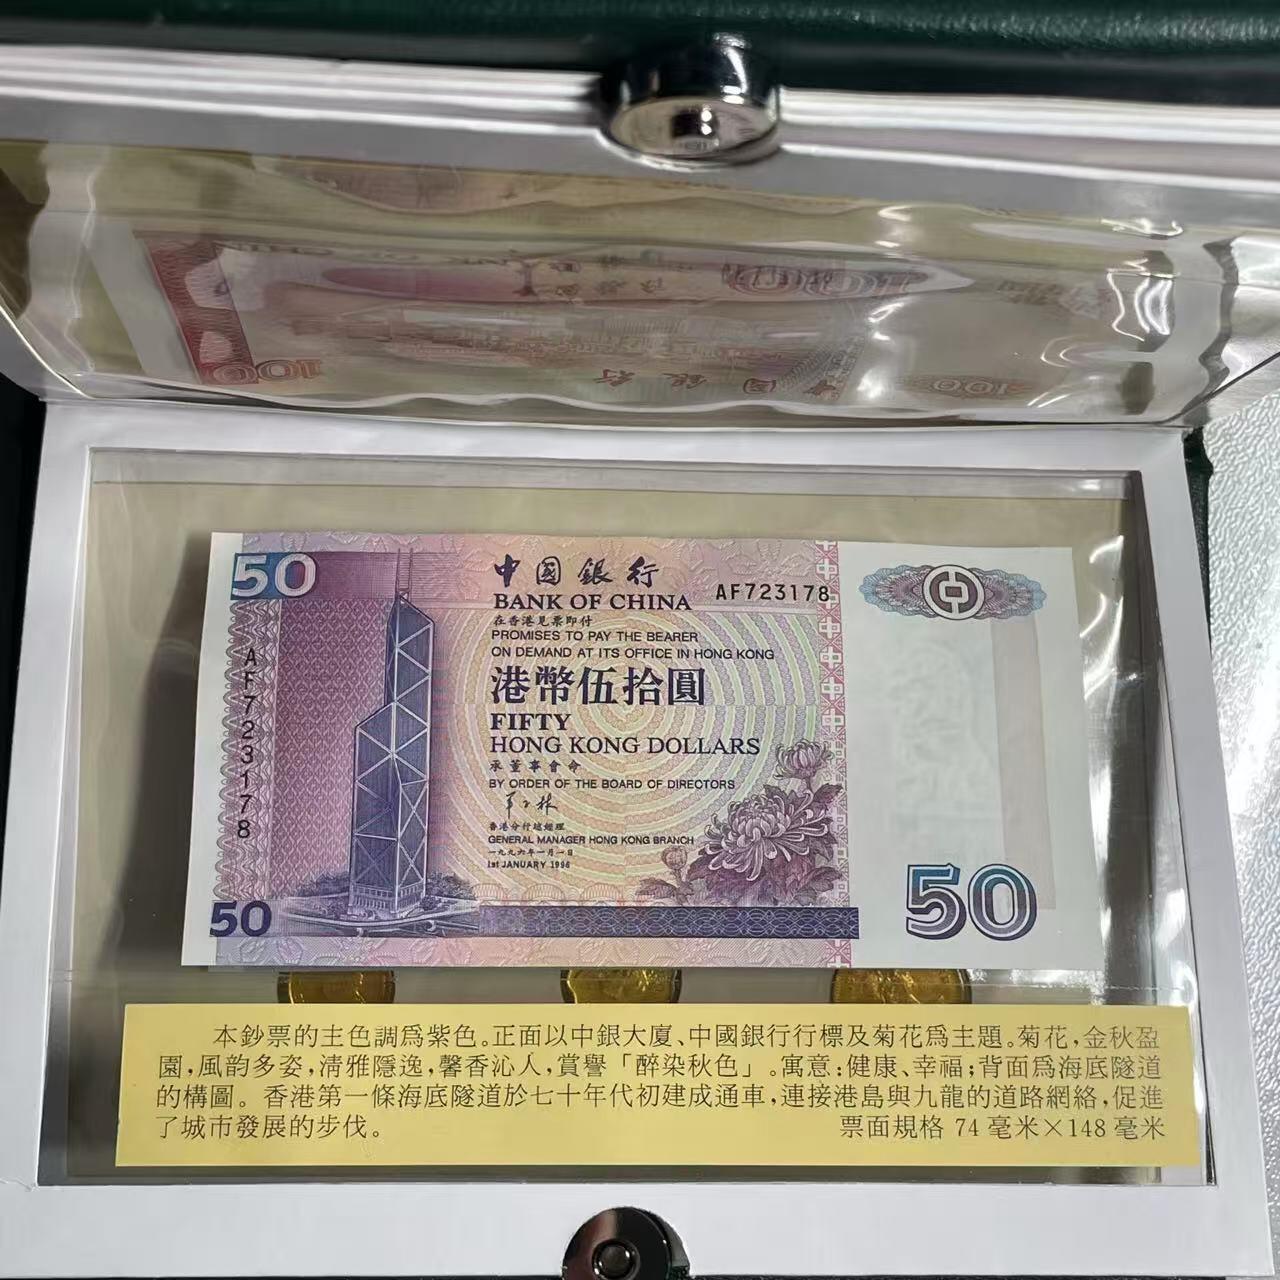 100
100
50
中國銀行
BANK OF CHINA
AF723178
在香港見票即付
PROMISES TO PAY THE BEARER
ON DEMAND AT ITS OFFICE IN HONG KONG
AF723178
港幣伍拾圓
FIFTY
HONG KONG DOLLARS
承董事會命
BY ORDER OF THE BOARD OF DIRECTORS
香港分行總經理
GENERAL MANAGER HONG KONG BRANCH
一九九六年一月一日
1st JANUARY 1996
50
50
本鈔票的主色調爲紫色。正面以中銀大廈、中國銀行行標及菊花爲主題。菊花,金秋盈
園,風韵多姿,清雅隱逸,馨香沁人,賞譽「醉染秋色」。寓意:健康、幸福;背面爲海底隧道
的構圖。香港第一條海底隧道於七十年代初建成通車,連接港島與九龍的道路網絡,促進
了城市發展的步伐。 票面規格 74 毫米×148 毫米